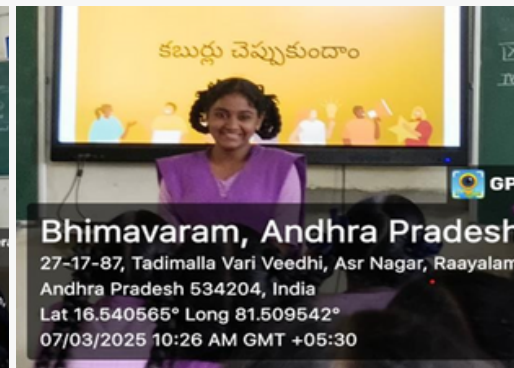 కబుర్లు చెప్పుకుందాం
GP
Bhimavaram, Andhra Pradesh
27-17-87, Tadimalla Vari Veedhi, Asr Nagar, Raayalam
Andhra Pradesh 534204, India
Lat 16.540565° Long 81.509542°
07/03/2025 10:26 AM GMT +05:30